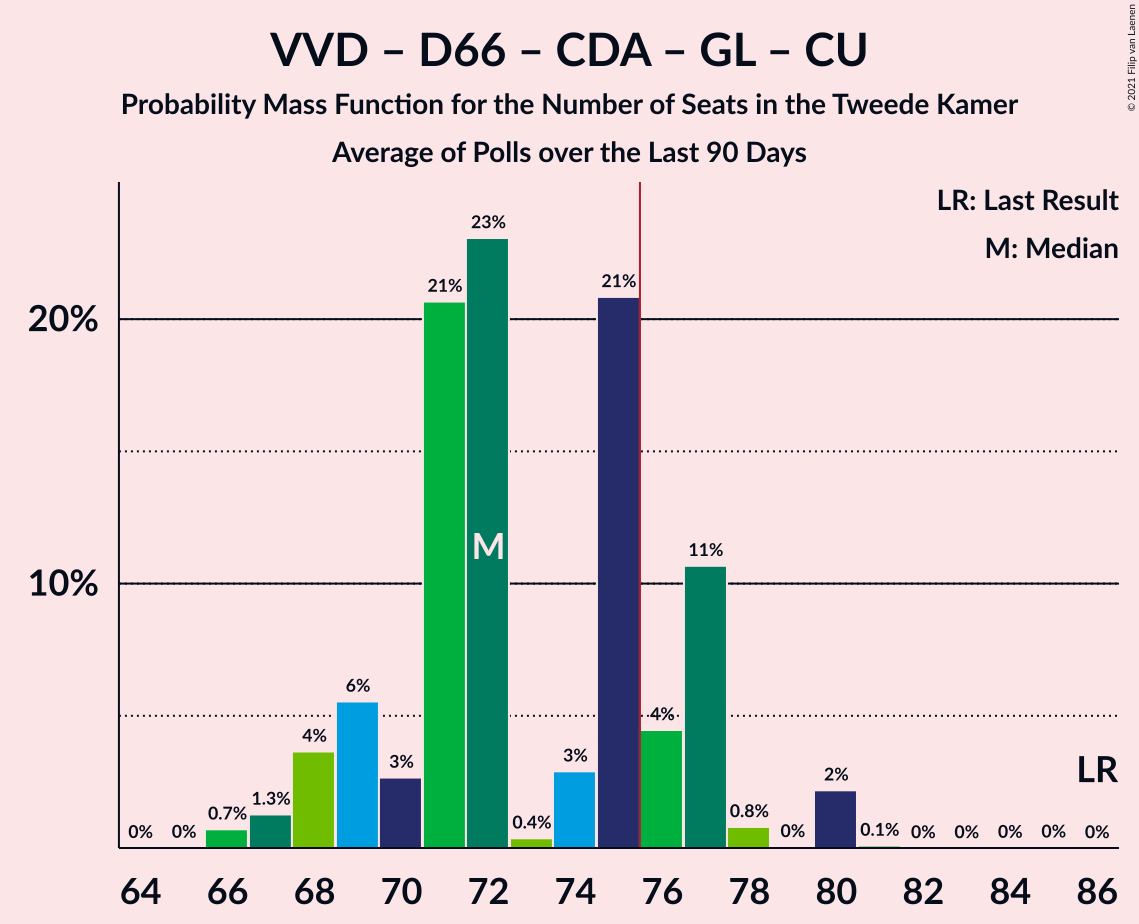 VVD – D66 – CDA – GL – CU
Probability Mass Function for the Number of Seats in the Tweede Kamer
Average of Polls over the Last 90 Days
© 2021 Filip van Laenen
LR: Last Result
M: Median
20%
10%
0% 0% 0.7% 1.3% 4% 6% 3% 21% 23% 0.4% 3% 21% 4% 11% 0.8% 0% 2% 0.1% 0% 0% 0% 0% 0%
M
LR
64 66 68 70 72 74 76 78 80 82 84 86